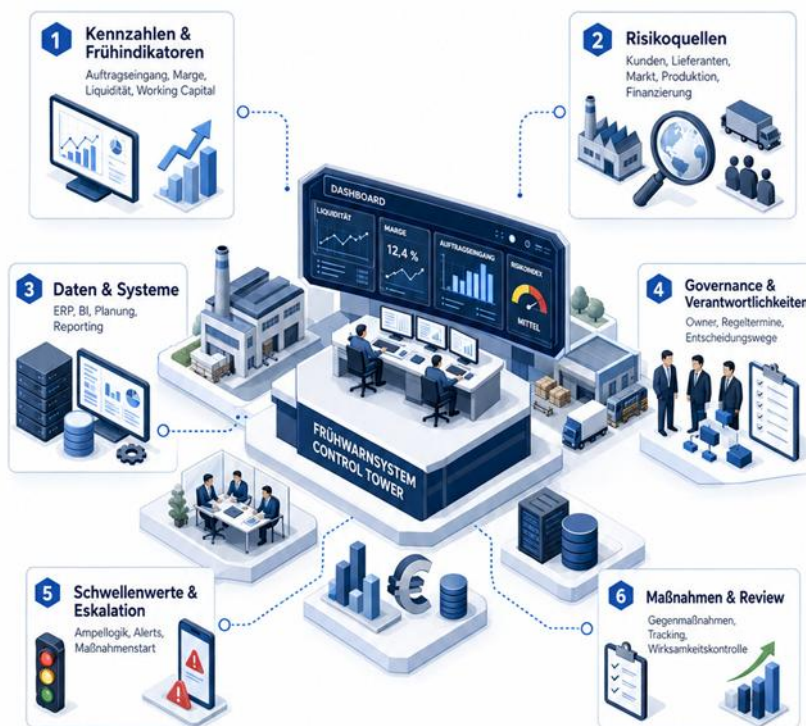 1
Kennzahlen &
Frühindikatoren
Auftragseingang, Marge,
Liquidität, Working Capital
2
Risikoquellen
Kunden, Lieferanten,
Markt, Produktion,
Finanzierung
DASHBOARD
LIQUIDITÄT
MARGE
12,4 %
AUFTRAGSEINGANG
RISIKOINDEX
MITTEL
3
Daten & Systeme
ERP, BI, Planung,
Reporting
4
Governance &
Verantwortlichkeiten
Owner, Regeltermine,
Entscheidungswege
FRÜHWARNSYSTEM
CONTROL TOWER
5
Schwellenwerte &
Eskalation
Ampellogik, Alerts,
Maßnahmenstart
€
6
Maßnahmen & Review
Gegenmaßnahmen,
Tracking,
Wirksamkeitskontrolle